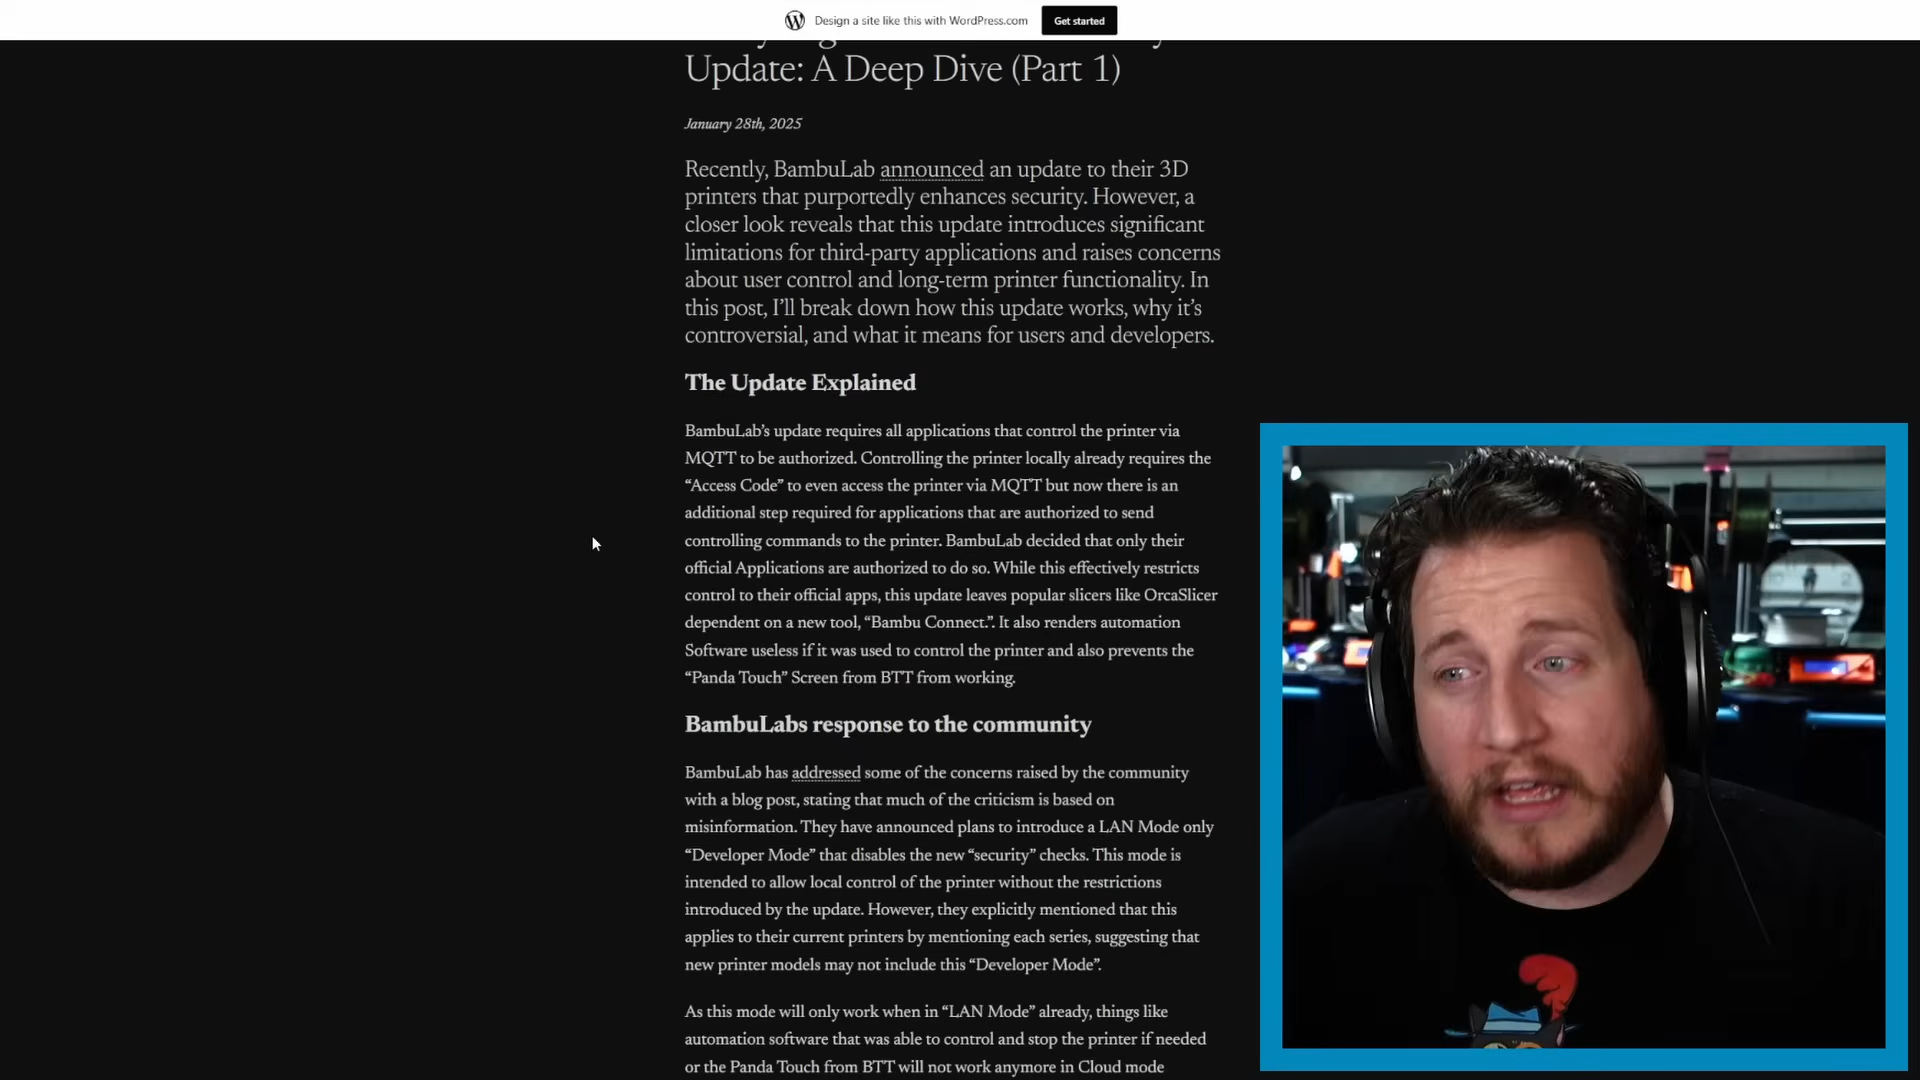 Design a site like this with WordPress.com
Get started
Update: A Deep Dive (Part 1)
January 28th, 2025
Recently, BambuLab announced an update to their 3D
printers that purportedly enhances security. However, a
closer look reveals that this update introduces significant
limitations for third-party applications and raises concerns
about user control and long-term printer functionality. In
this post, I’ll break down how this update works, why it’s
controversial, and what it means for users and developers.
The Update Explained
BambuLab’s update requires all applications that control the printer via
MQTT to be authorized. Controlling the printer locally already requires the
“Access Code” to even access the printer via MQTT but now there is an
additional step required for applications that are authorized to send
controlling commands to the printer. BambuLab decided that only their
official Applications are authorized to do so. While this effectively restricts
control to their official apps, this update leaves popular slicers like OrcaSlicer
dependent on a new tool, “Bambu Connect.”. It also renders automation
Software useless if it was used to control the printer and also prevents the
“Panda Touch” Screen from BTT from working.
BambuLabs response to the community
BambuLab has addressed some of the concerns raised by the community
with a blog post, stating that much of the criticism is based on
misinformation. They have announced plans to introduce a LAN Mode only
“Developer Mode” that disables the new “security” checks. This mode is
intended to allow local control of the printer without the restrictions
introduced by the update. However, they explicitly mentioned that this
applies to their current printers by mentioning each series, suggesting that
new printer models may not include this “Developer Mode”.
As this mode will only work when in “LAN Mode” already, things like
automation software that was able to control and stop the printer if needed
or the Panda Touch from BTT will not work anymore in Cloud mode